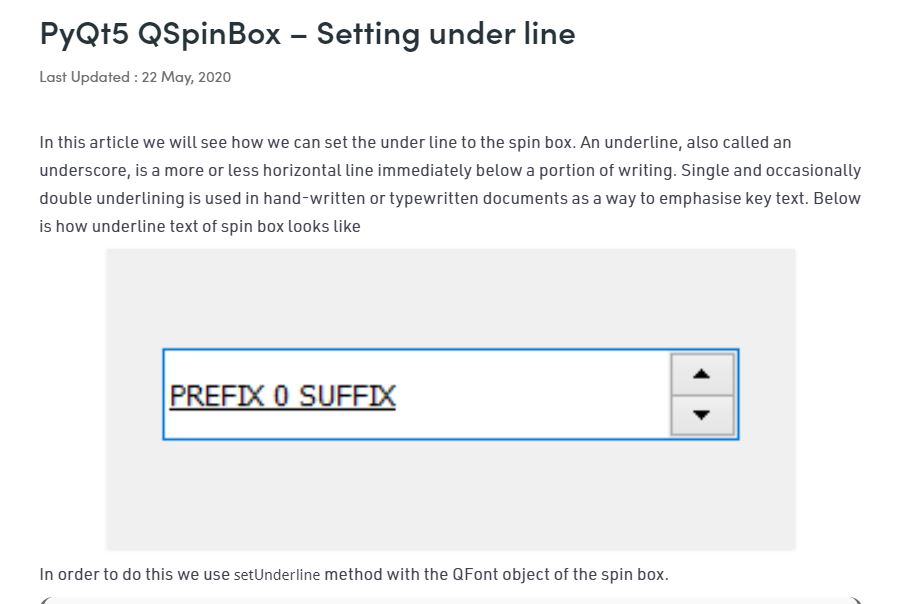 PyQt5 QSpinBox – Setting under line
Last Updated : 22 May, 2020
In this article we will see how we can set the under line to the spin box. An underline, also called an
underscore, is a more or less horizontal line immediately below a portion of writing. Single and occasionally
double underlining is used in hand-written or typewritten documents as a way to emphasise key text. Below
is how underline text of spin box looks like
PREFIX 0 SUFFIX
In order to do this we use setUnderline method with the QFont object of the spin box.